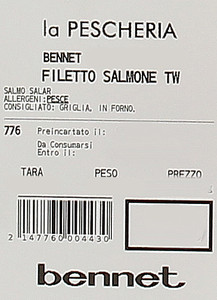 la PESCHERIA
BENNET
FILETTO SALMONE TW
SALMO SALAR
ALLERGENI:PESCE
CONSIGLIATO: GRIGLIA, IN FORNO.
776 Preincartato il:
Da Consumarsi
Entro il:
TARA PESO PREZZO
2 147760 004430
bennet